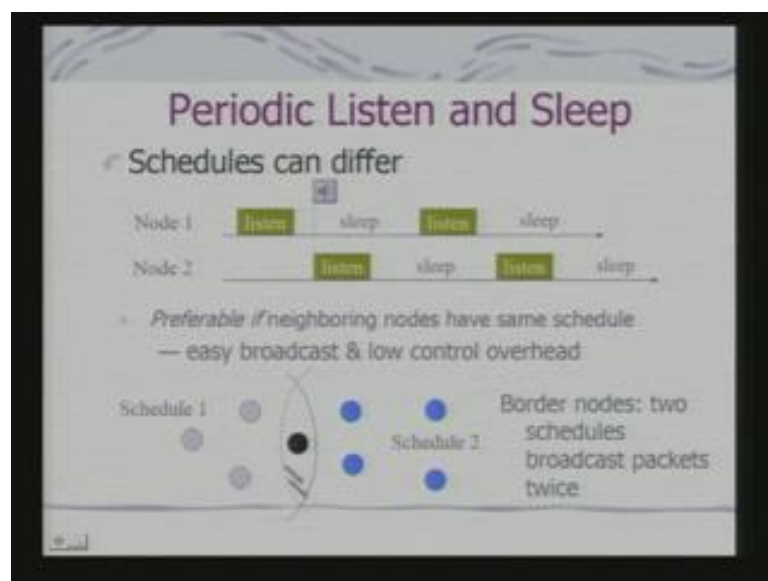 Periodic Listen and Sleep
Schedules can differ
Node 1 listen sleep listen sleep
Node 2 listen sleep listen sleep
Preferable if neighboring nodes have same schedule
— easy broadcast & low control overhead
Schedule 1
Schedule 2
Border nodes: two
schedules
broadcast packets
twice